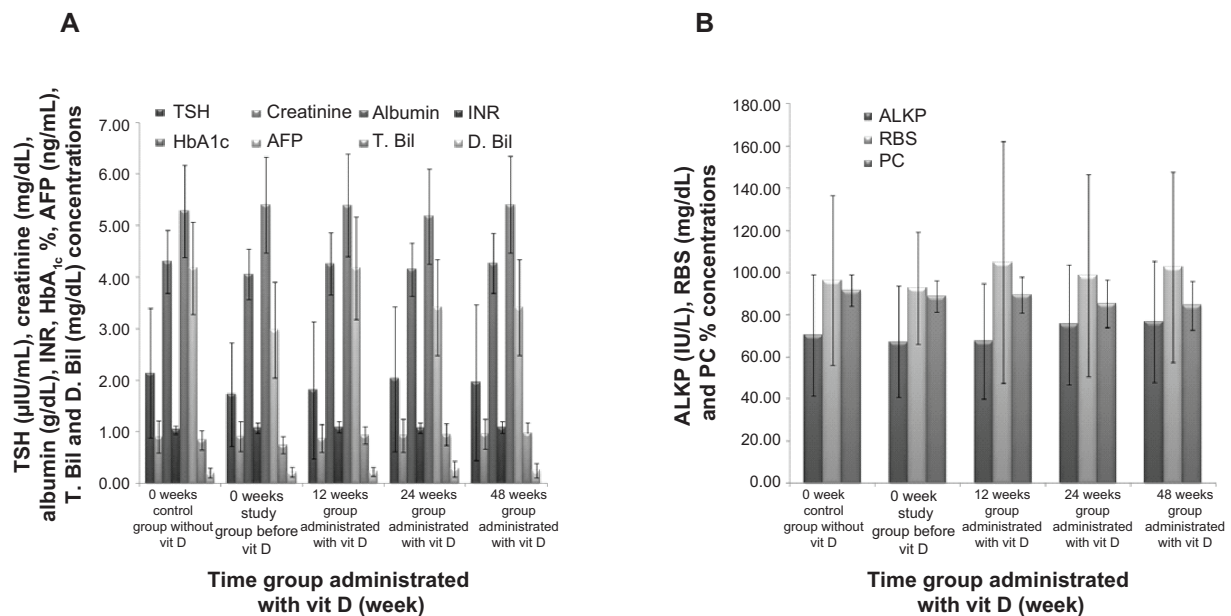 A
TSH (µIU/mL), creatinine (mg/dL),
albumin (g/dL), INR, HbA1c %, AFP (ng/mL),
T. Bil and D. Bil (mg/dL) concentrations
TSH Creatinine Albumin INR
HbA1c AFP T. Bil D. Bil
7.00
6.00
5.00
4.00
3.00
2.00
1.00
0.00
0 weeks
control
group without
vit D
0 weeks
study
group before
vit D
12 weeks
group
administrated
with vit D
24 weeks
group
administrated
with vit D
48 weeks
group
administrated
with vit D
Time group administrated
with vit D (week)
B
ALKP (IU/L), RBS (mg/dL)
and PC % concentrations
ALKP
RBS
PC
180.00
160.00
140.00
120.00
100.00
80.00
60.00
40.00
20.00
0.00
0 week
control
group without
vit D
0 week
study
group before
vit D
12 weeks
group
administrated
with vit D
24 weeks
group
administrated
with vit D
48 weeks
group
administrated
with vit D
Time group administrated
with vit D (week)